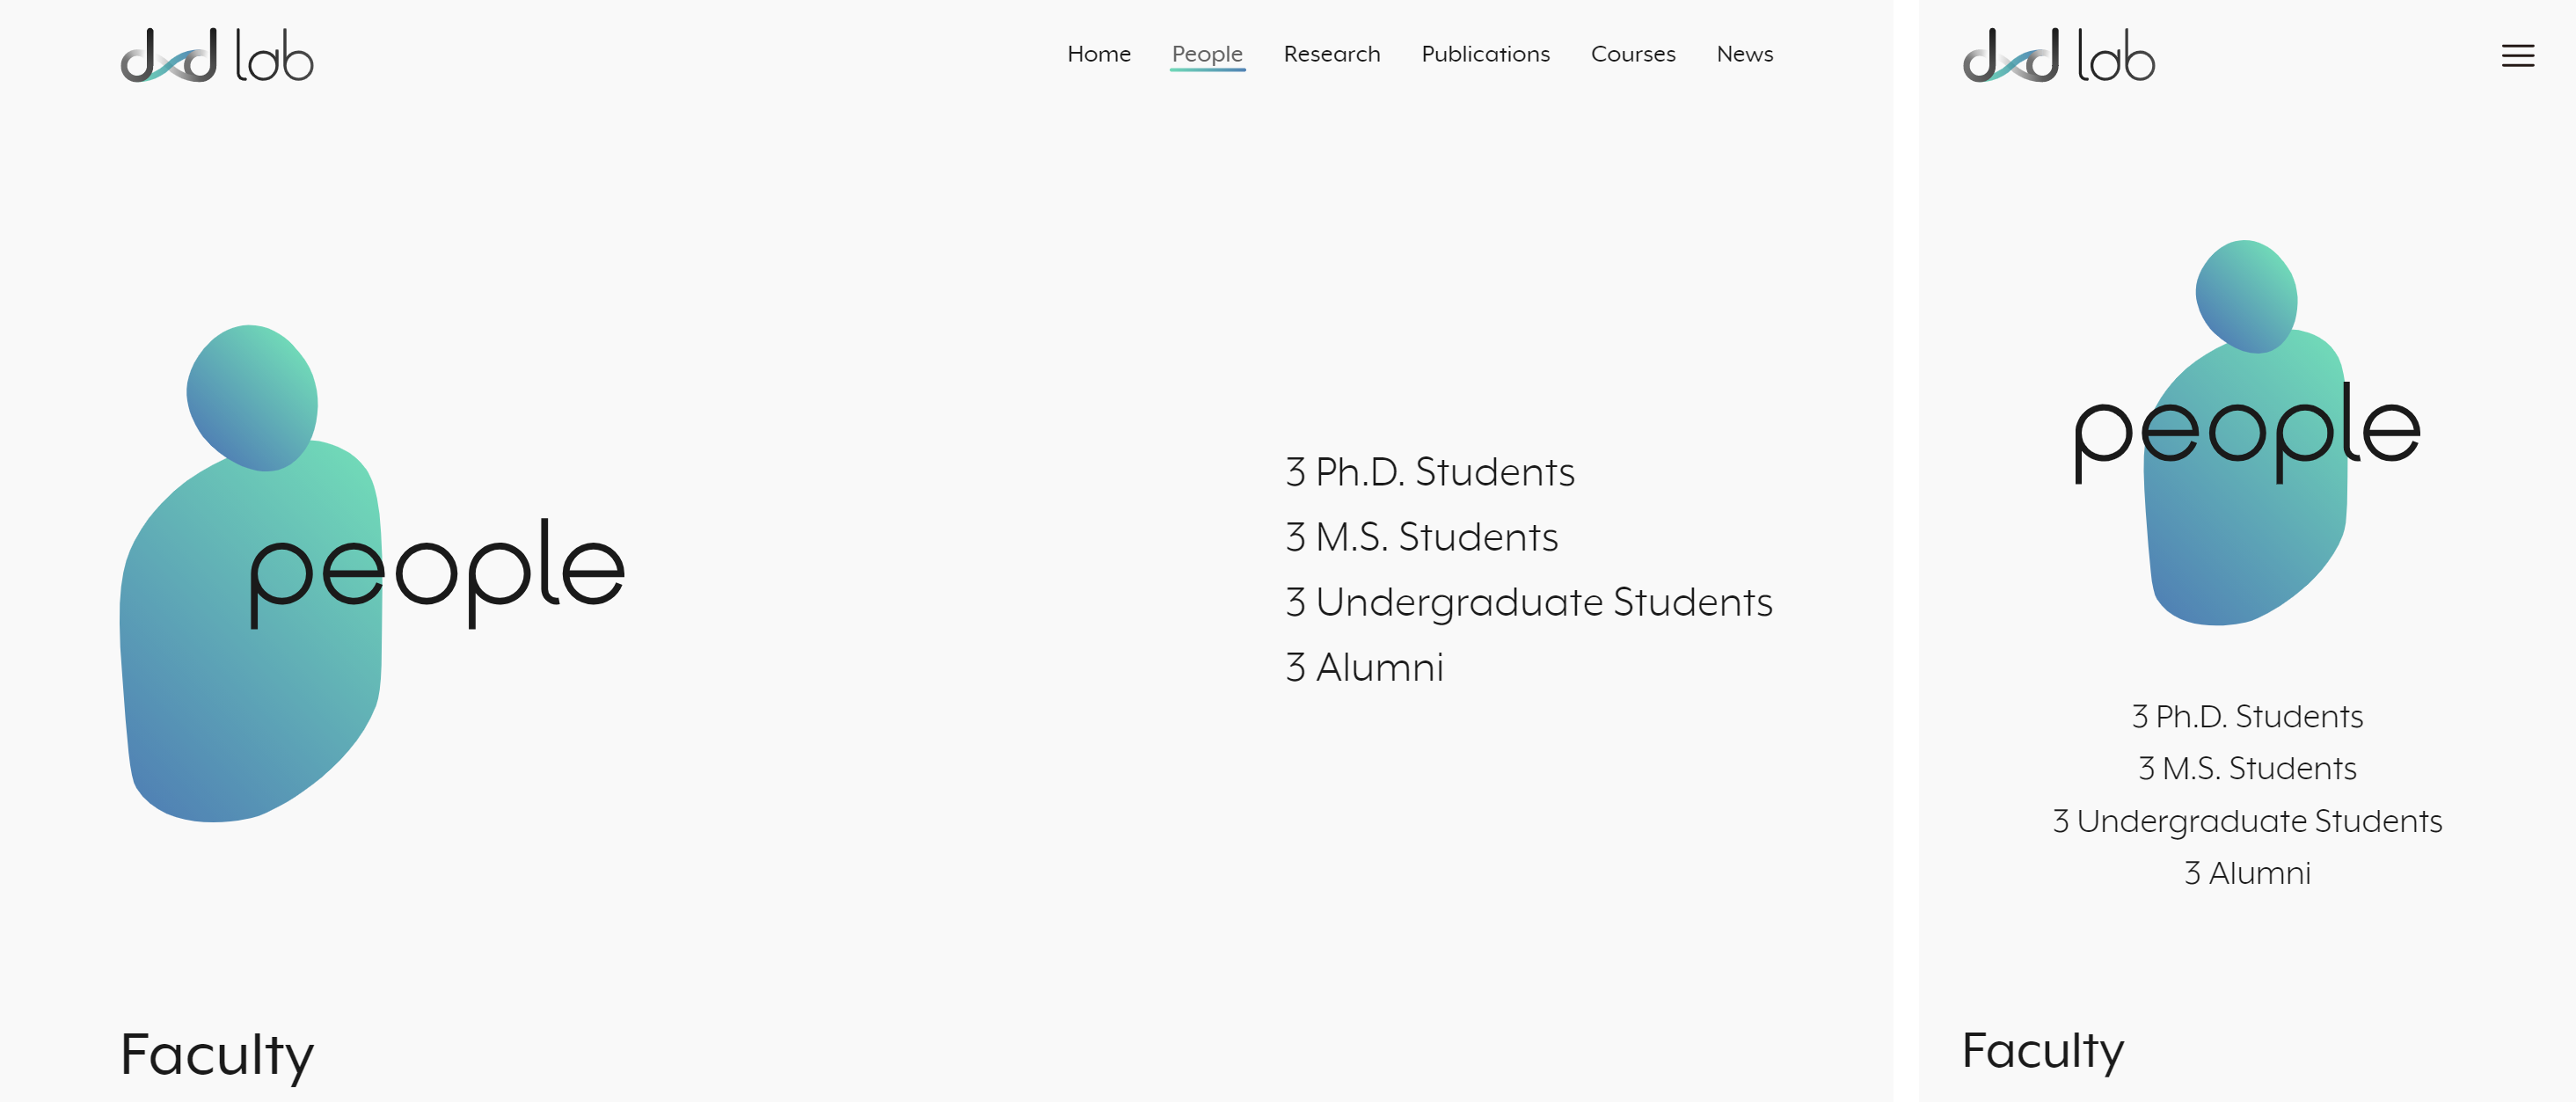 dxd lab
Home People Research Publications Courses News
people
3 Ph.D. Students
3 M.S. Students
3 Undergraduate Students
3 Alumni
Faculty
dxd lab
people
3 Ph.D. Students
3 M.S. Students
3 Undergraduate Students
3 Alumni
Faculty